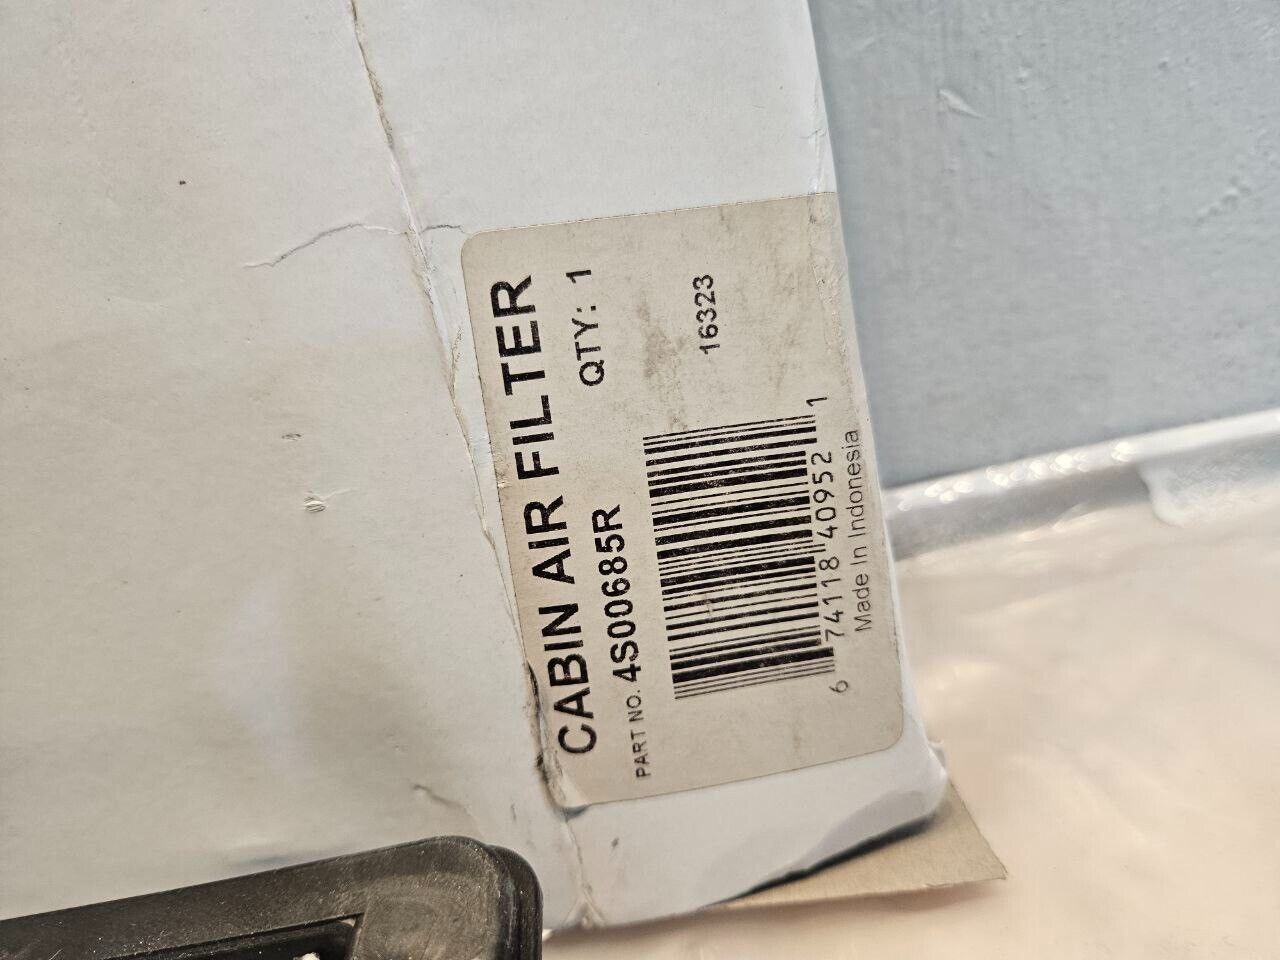 CABIN AIR FILTER
PART NO. 4S00685R QTY: 1
16323
6 74118 40952 1
Made In Indonesia